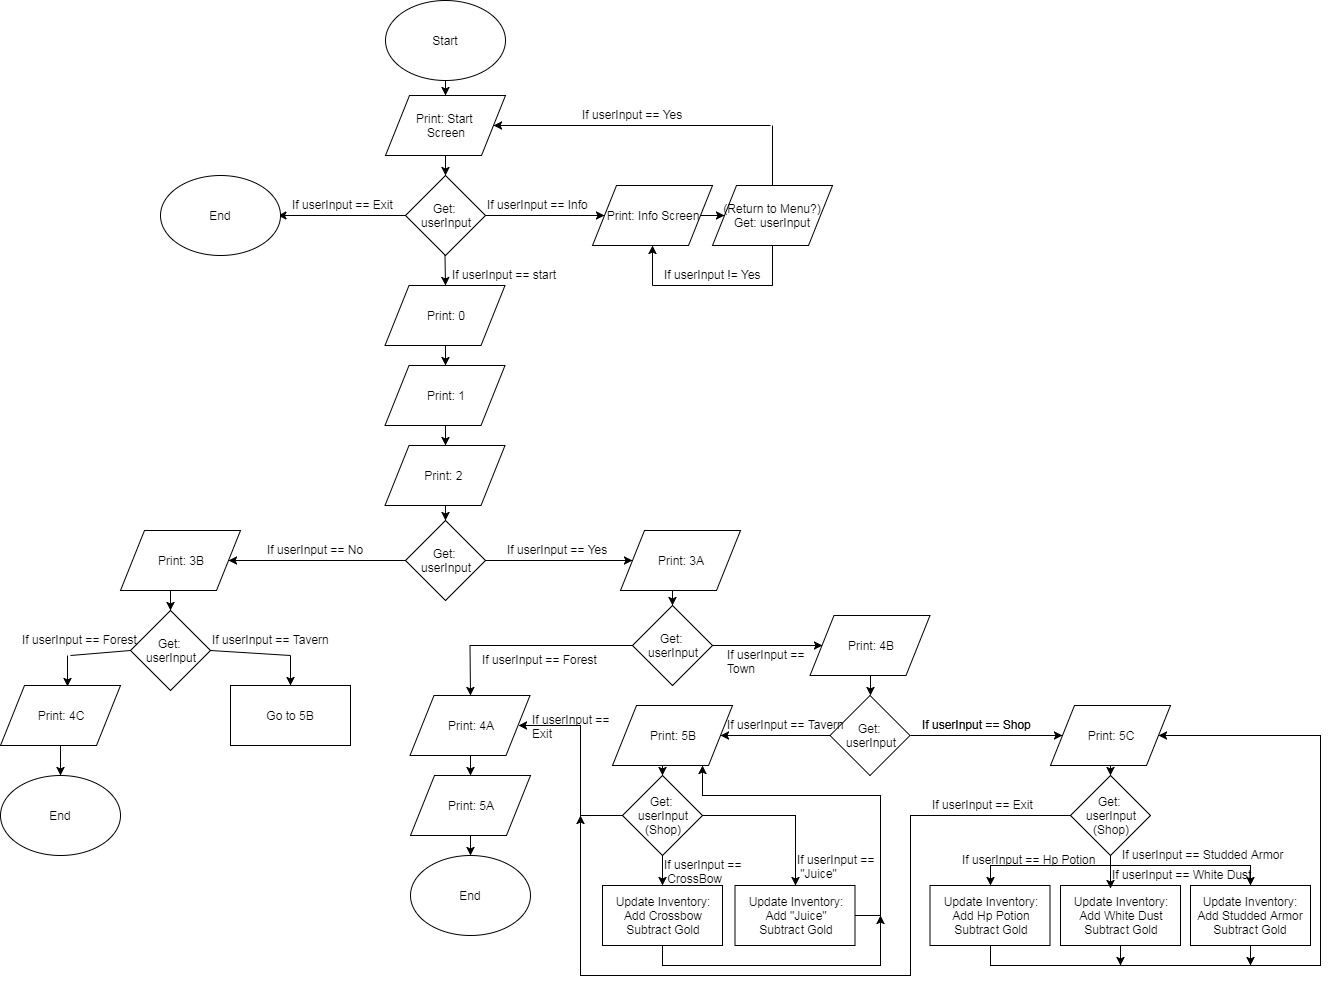 Start
Print: Start
Screen
If userInput == Yes
End
If userInput == Exit
Get:
userInput
If userInput == Info
Print: Info Screen
(Return to Menu?)
Get: userInput
If userInput == start
If userInput != Yes
Print: 0
Print: 1
Print: 2
Print: 3B
If userInput == No
Get:
userInput
If userInput == Yes
Print: 3A
If userInput == Forest
Get:
userInput
If userInput == Tavern
Print: 4C
Go to 5B
End
If userInput == Forest
Get:
userInput
If userInput ==
Town
Print: 4B
Print: 4A
If userInput ==
Exit
Print: 5B
If userInput == Tavern
Get:
userInput
If userInput == Shop
Print: 5C
Print: 5A
End
Get:
userInput
(Shop)
If userInput ==
CrossBow
If userInput ==
"Juice"
Update Inventory:
Add Crossbow
Subtract Gold
Update Inventory:
Add "Juice"
Subtract Gold
If userInput == Exit
Get:
userInput
(Shop)
If userInput == Hp Potion
If userInput == Studded Armor
If userInput == White Dust
Update Inventory:
Add Hp Potion
Subtract Gold
Update Inventory:
Add White Dust
Subtract Gold
Update Inventory:
Add Studded Armor
Subtract Gold